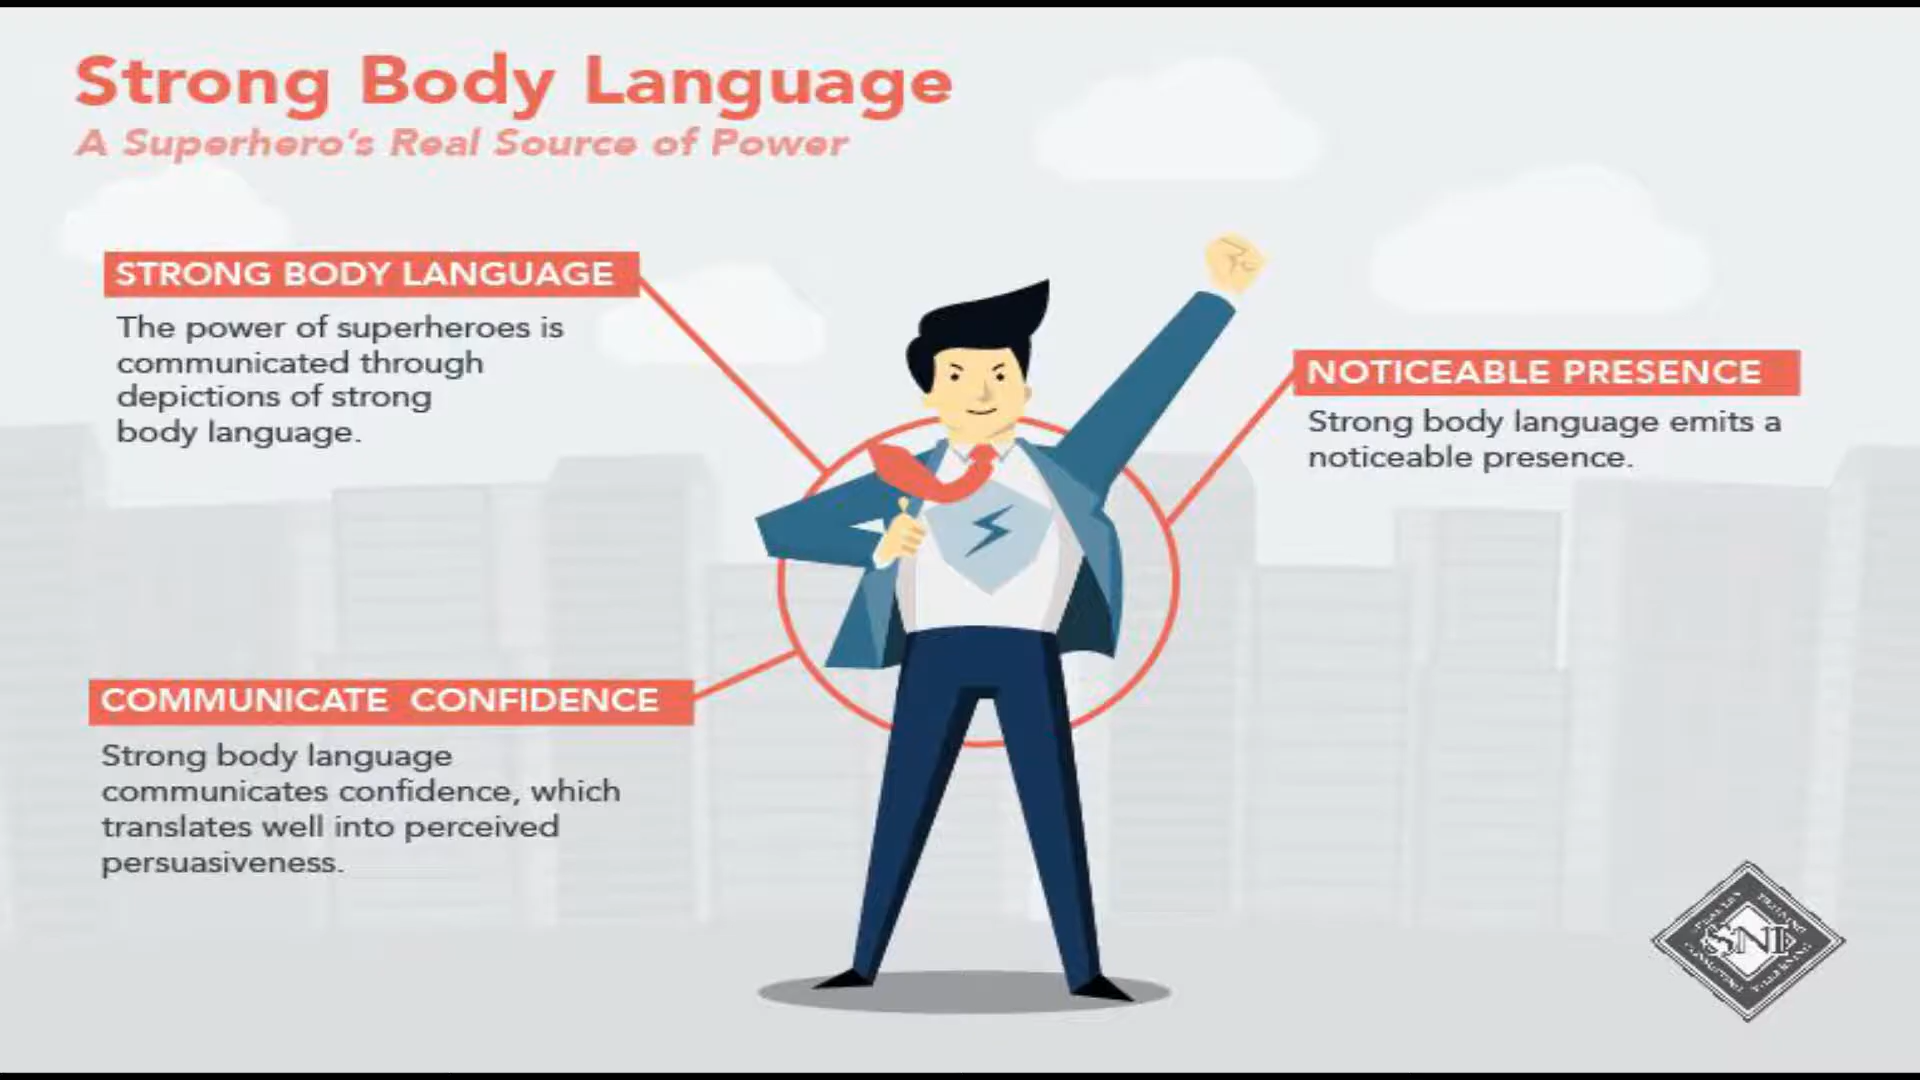 Strong Body Language
A Superhero's Real Source of Power
STRONG BODY LANGUAGE
The power of superheroes is
communicated through
depictions of strong
body language.
NOTICEABLE PRESENCE
Strong body language emits a
noticeable presence.
COMMUNICATE CONFIDENCE
Strong body language
communicates confidence, which
translates well into perceived
persuasiveness.
SNI